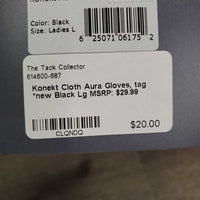 Color: Black
Size: Ladies L
6 25071 06175 2
The Tack Collector
614600-687
Konekt Cloth Aura Gloves, tag
*new Black Lg MSRP: $29.99
CLQNDQ
$20.00